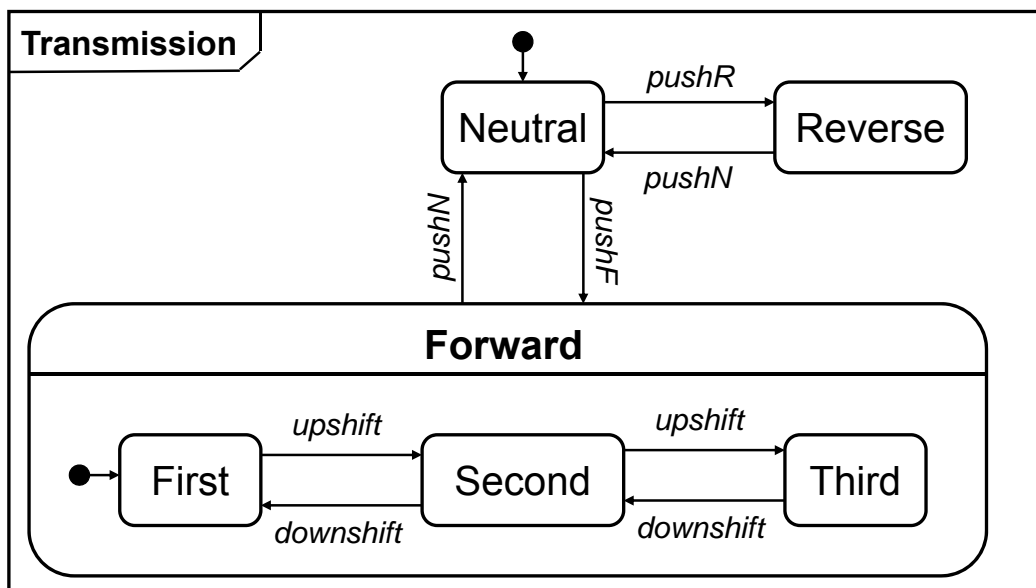 Transmission
pushR
Neutral
Reverse
pushN
pushN
pushF
Forward
upshift
upshift
First
Second
Third
downshift
downshift